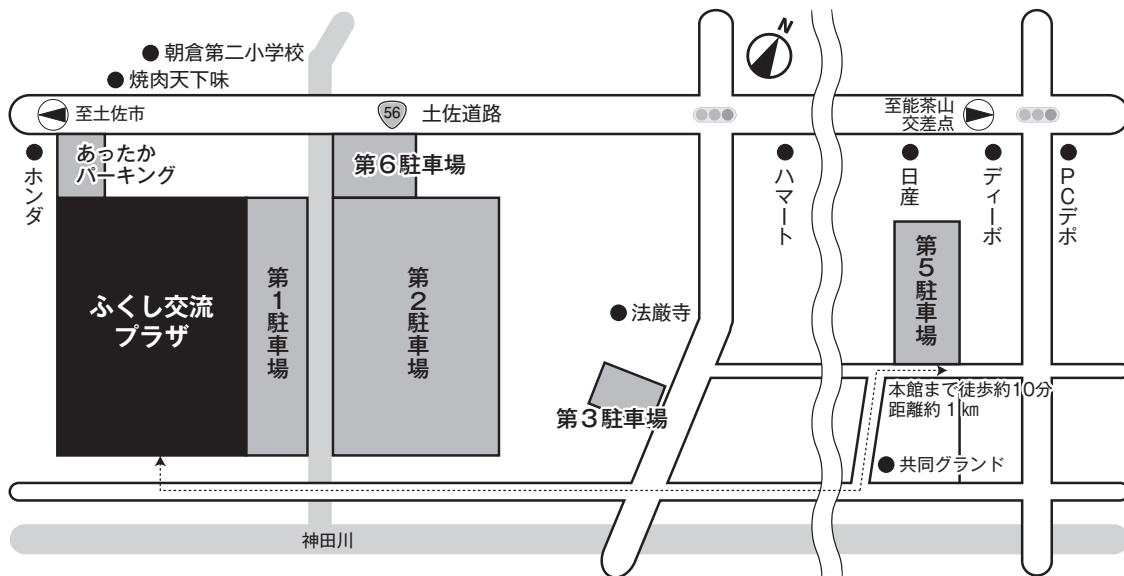 N
朝倉第二小学校
焼肉天下味
至土佐市
56
土佐道路
至能茶山
交差点
ホンダ
あったか
パーキング
第6駐車場
ハマート
日産
ディーボ
PCデポ
ふくし交流
プラザ
第1駐車場
第2駐車場
法厳寺
第3駐車場
第5駐車場
本館まで徒歩約10分
距離約1㎞
共同グランド
神田川